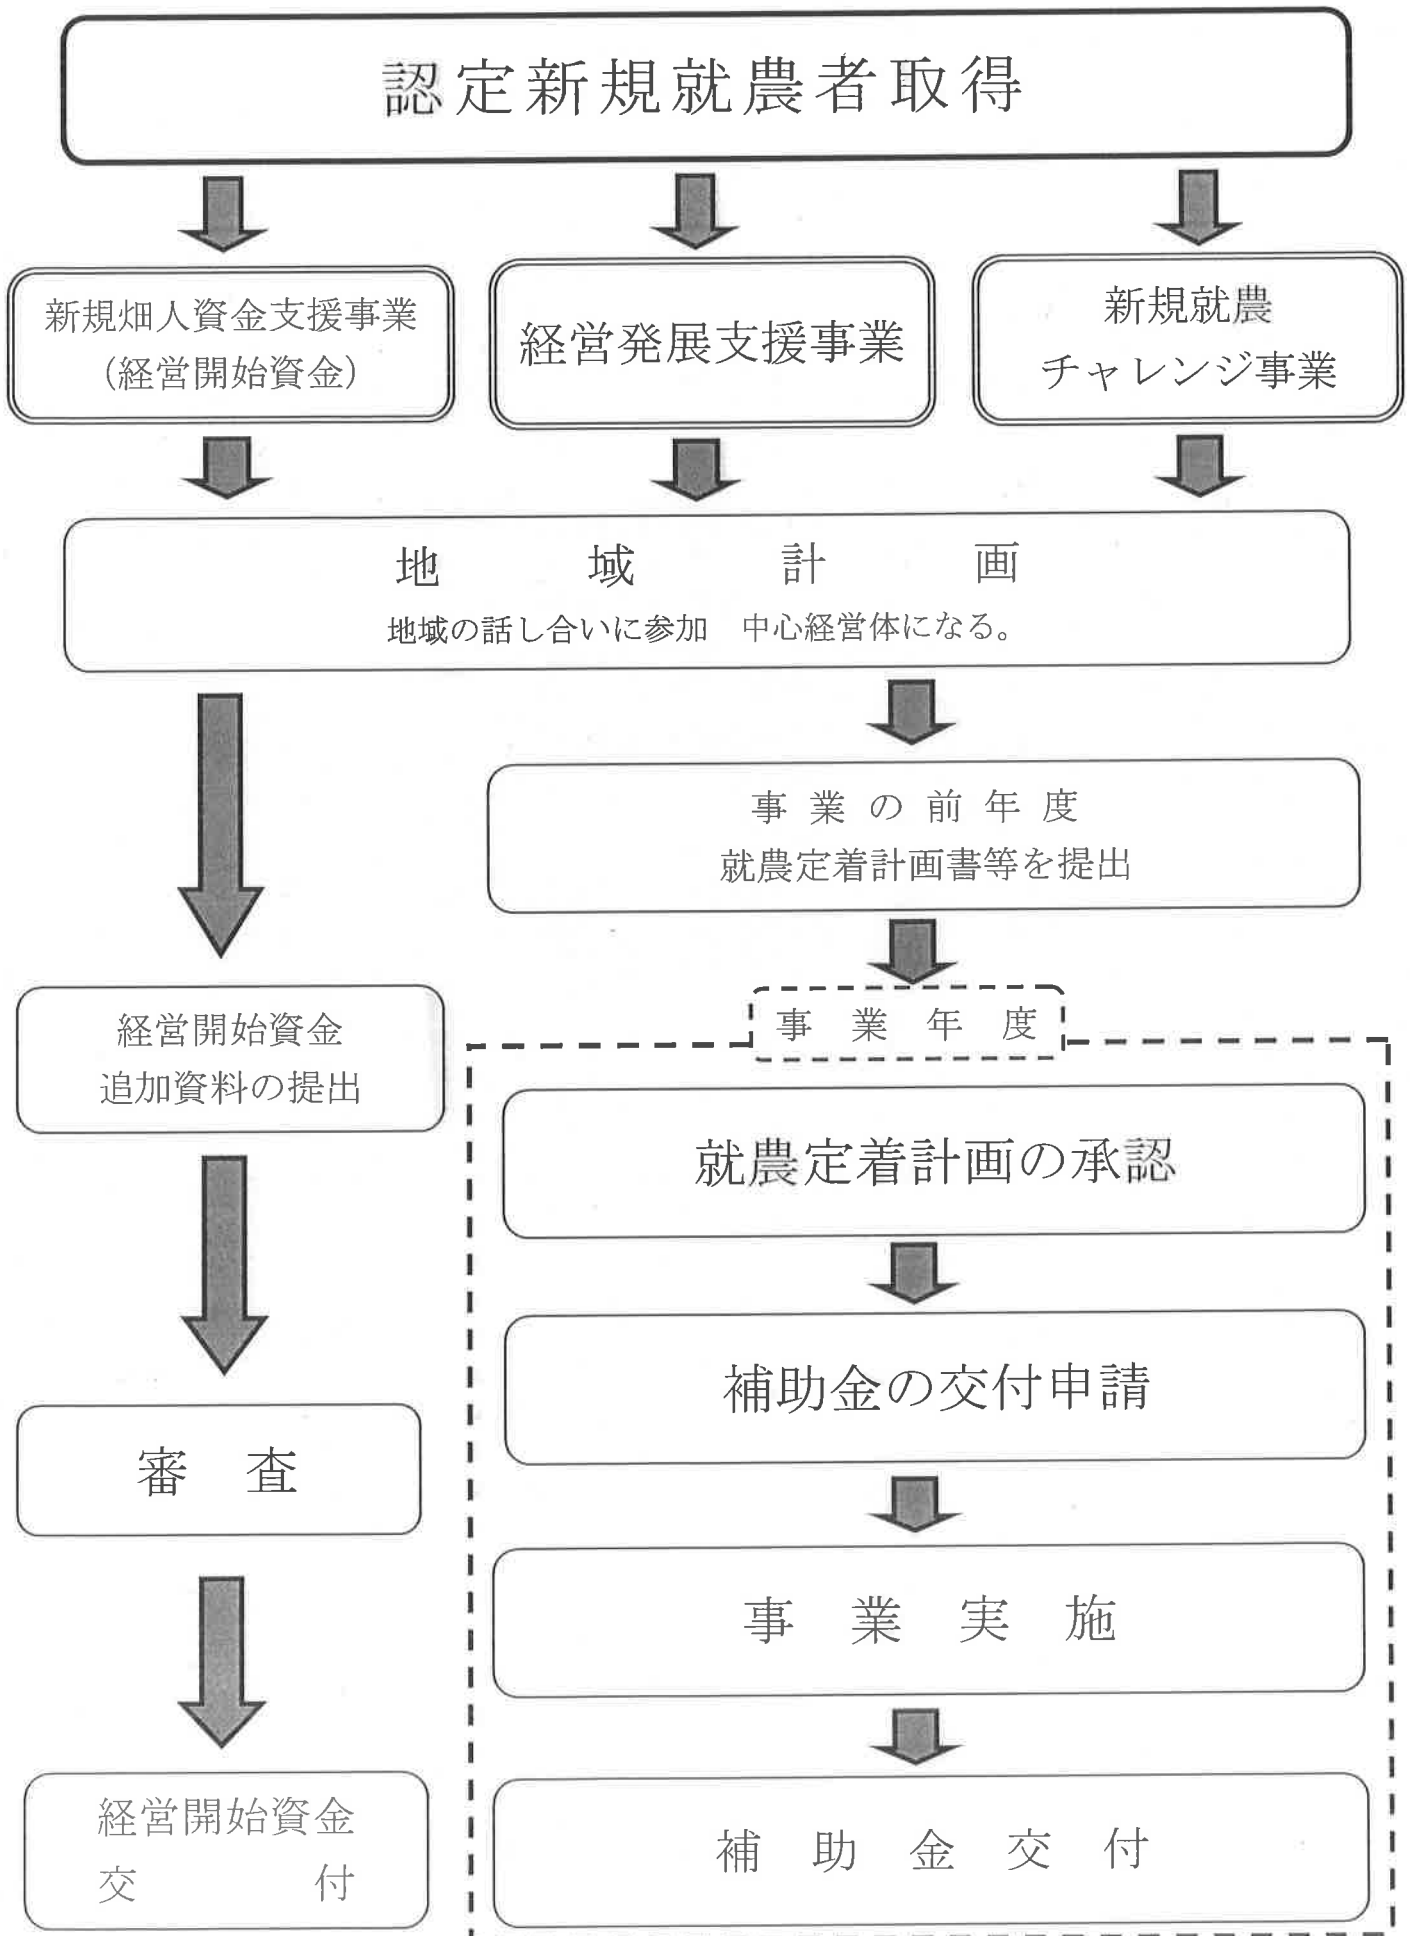 認定新規就農者取得
新規畑人資金支援事業
（経営開始資金）
経営発展支援事業
新規就農
チャレンジ事業
地域計画
地域の話し合いに参加　中心経営体になる。
事業の前年度
就農定着計画書等を提出
経営開始資金
追加資料の提出
事業年度
就農定着計画の承認
補助金の交付申請
審査
事業実施
経営開始資金
交付
補助金交付